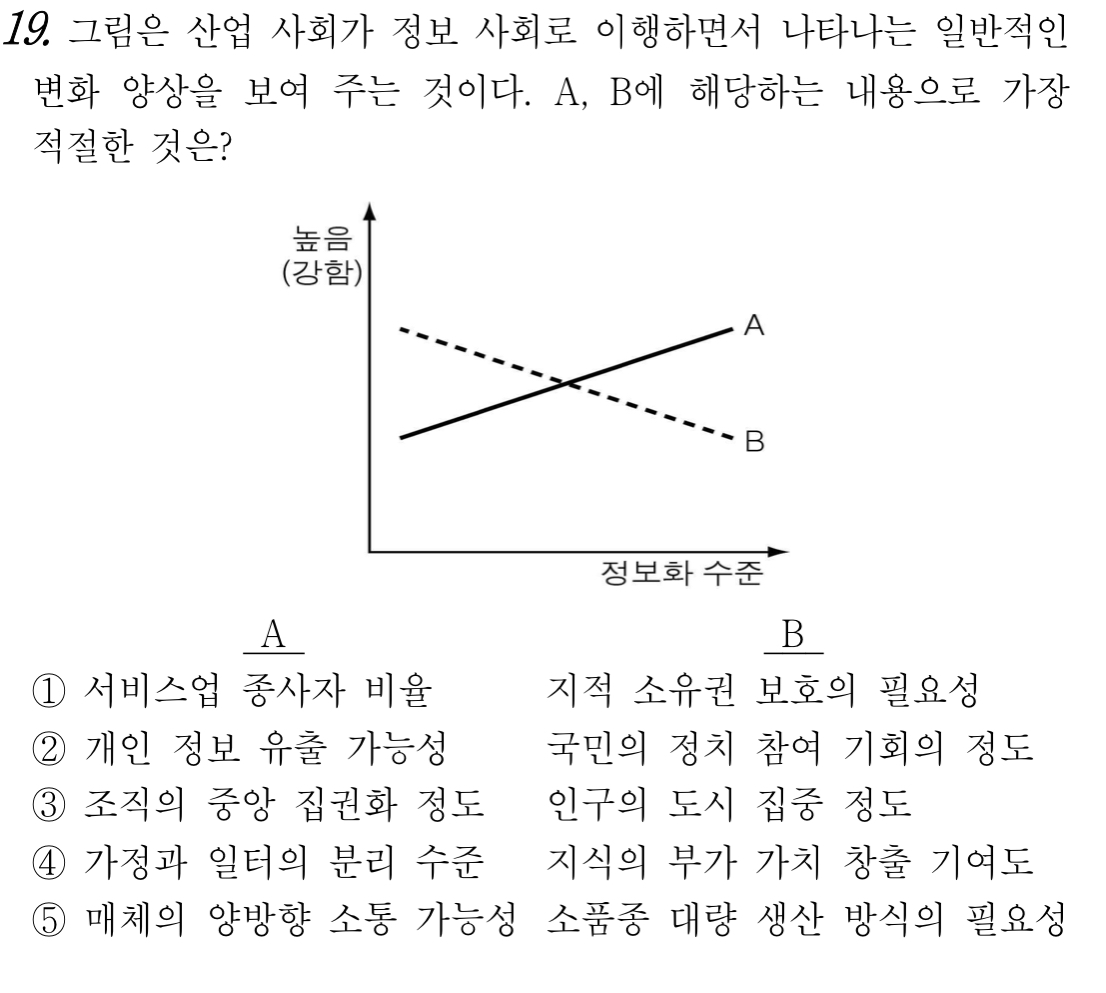 19. 그림은 산업 사회가 정보 사회로 이행하면서 나타나는 일반적인
변화 양상을 보여 주는 것이다. A, B에 해당하는 내용으로 가장
적절한 것은?
높음
(강함)
A
B
정보화 수준
A B
① 서비스업 종사자 비율 지적 소유권 보호의 필요성
② 개인 정보 유출 가능성 국민의 정치 참여 기회의 정도
③ 조직의 중앙 집권화 정도 인구의 도시 집중 정도
④ 가정과 일터의 분리 수준 지식의 부가 가치 창출 기여도
⑤ 매체의 양방향 소통 가능성 소품종 대량 생산 방식의 필요성